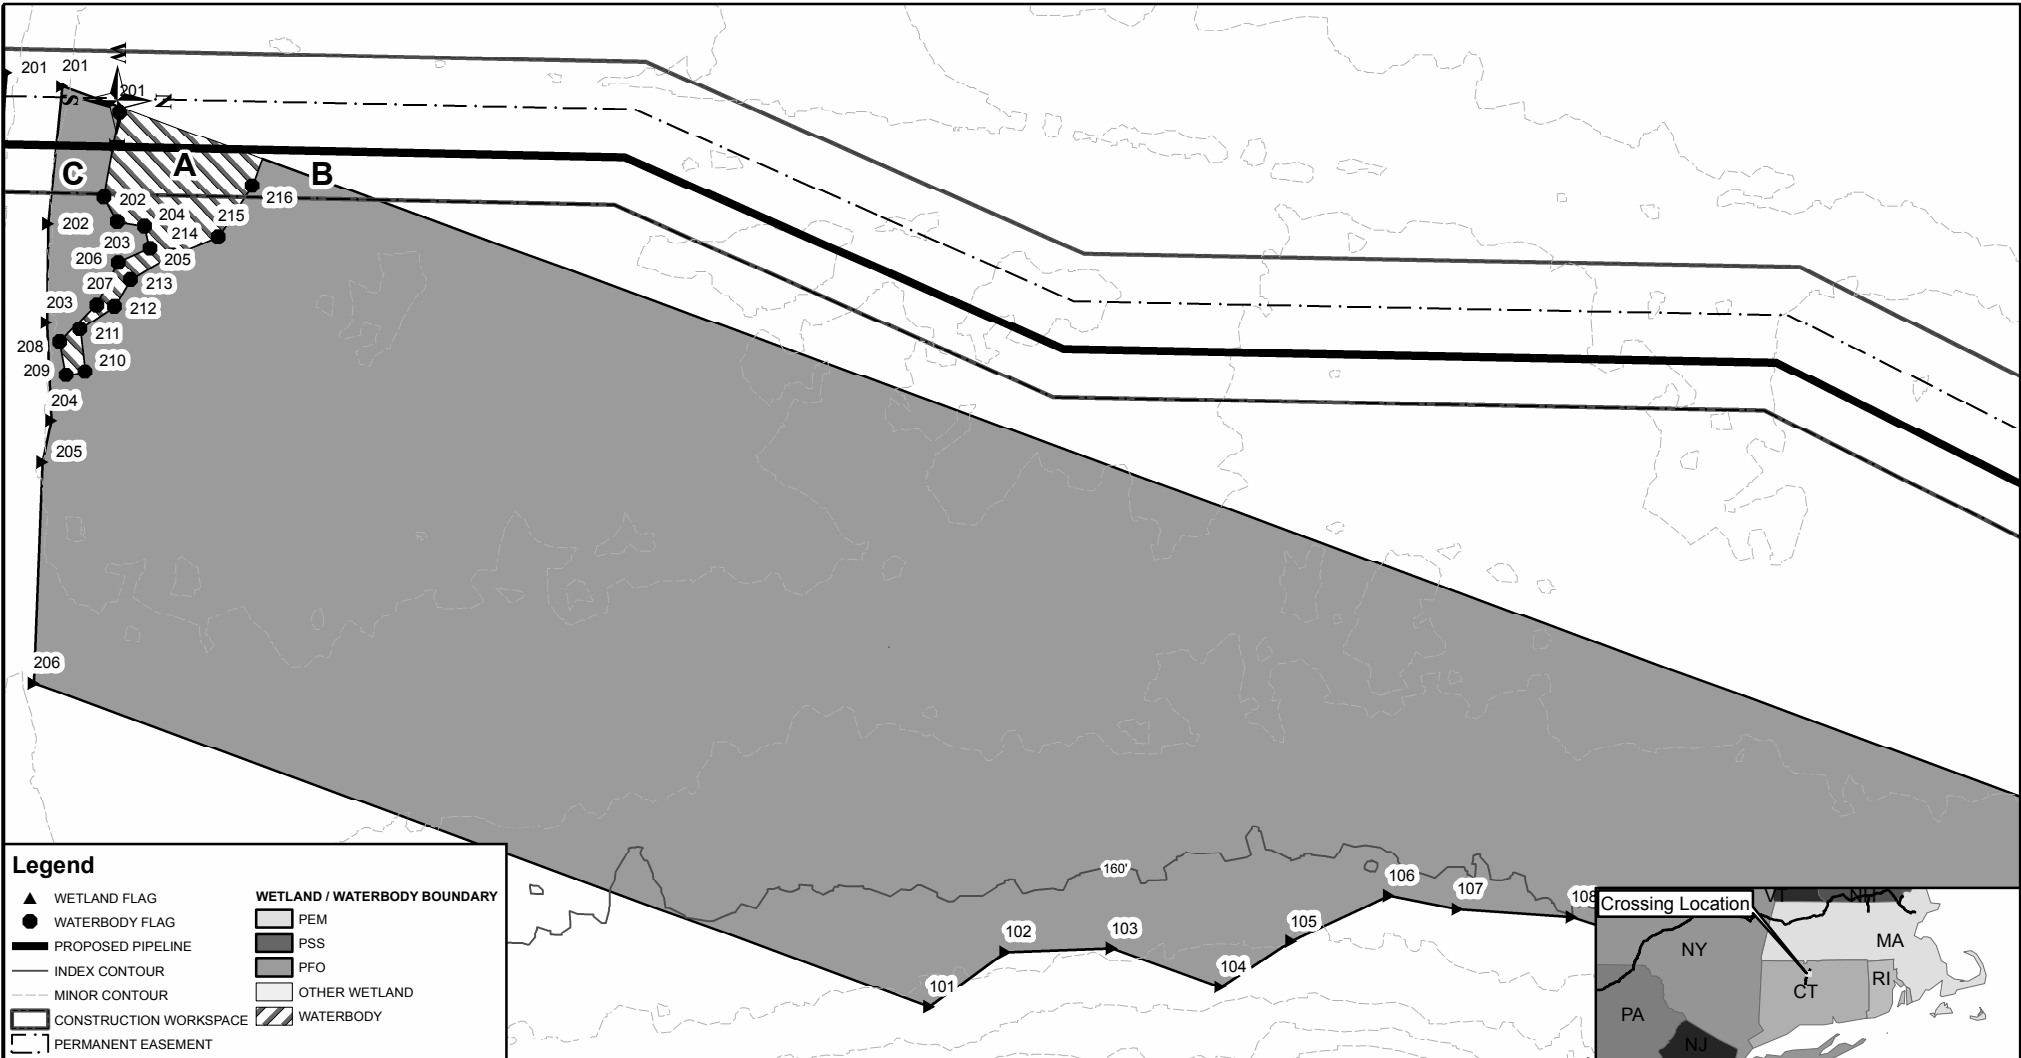 W
201
201
201
S
N
C
A
B
202
216
202
204
215
203
214
206
205
207
213
203
212
211
208
210
209
204
205
206
160'
106
107
108
102
103
105
104
101
Legend
WETLAND FLAG
WATERBODY FLAG
PROPOSED PIPELINE
INDEX CONTOUR
MINOR CONTOUR
CONSTRUCTION WORKSPACE
PERMANENT EASEMENT
WETLAND / WATERBODY BOUNDARY
PEM
PSS
PFO
OTHER WETLAND
WATERBODY
Crossing Location
VT
NH
NY
MA
CT
RI
PA
NJ